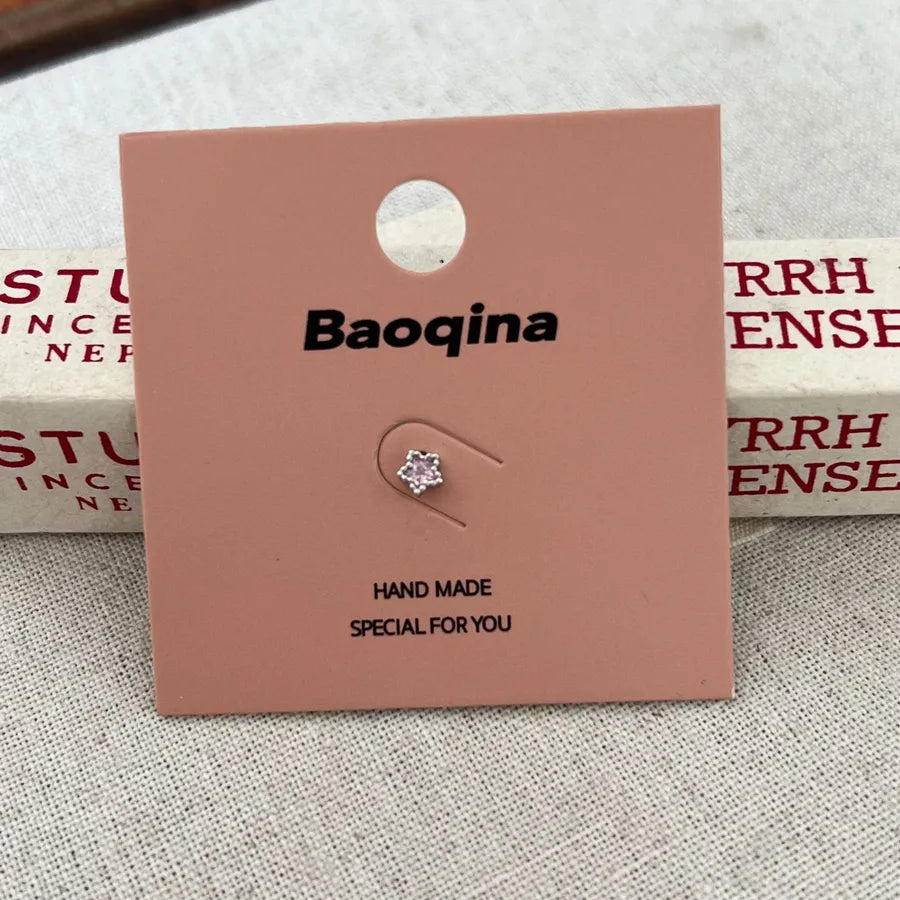 Baoqina
HAND MADE
SPECIAL FOR YOU
STU
INCE
NEP
RRH
ENSE
STU
INCE
NE
RRH
ENSE